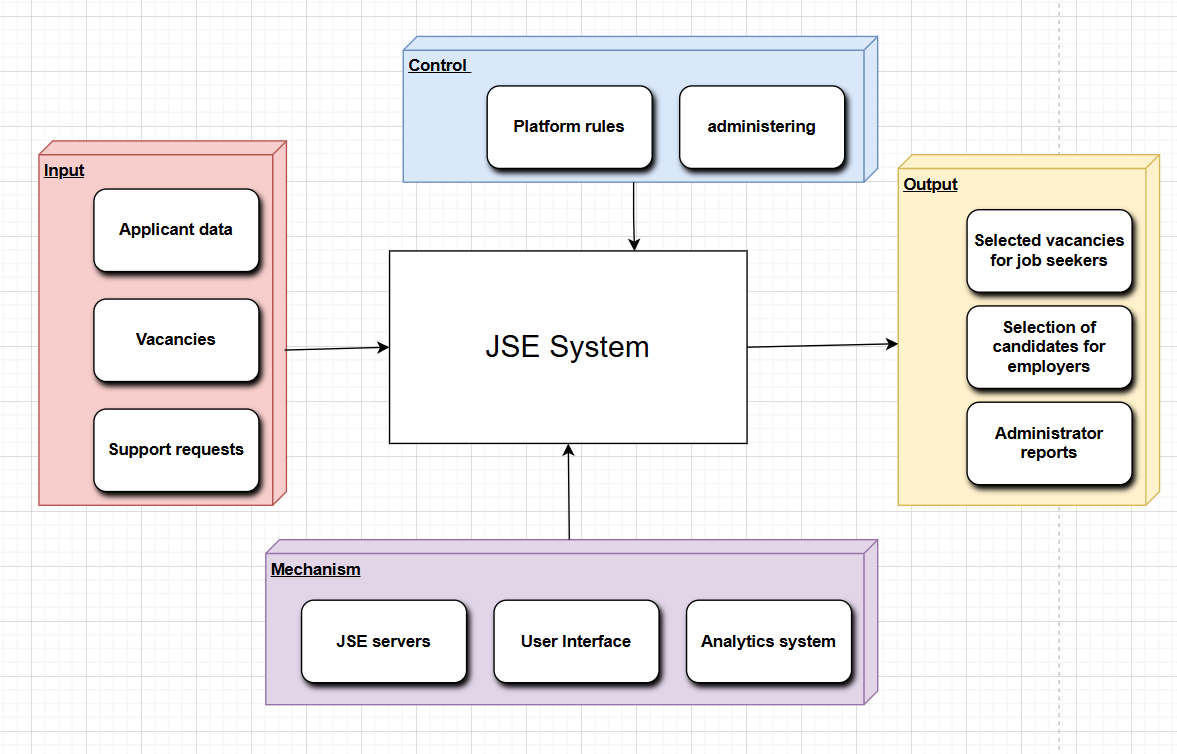 Control
Platform rules
administering
Input
Applicant data
Vacancies
Support requests
JSE System
Output
Selected vacancies
for job seekers
Selection of
candidates for
employers
Administrator
reports
Mechanism
JSE servers
User Interface
Analytics system